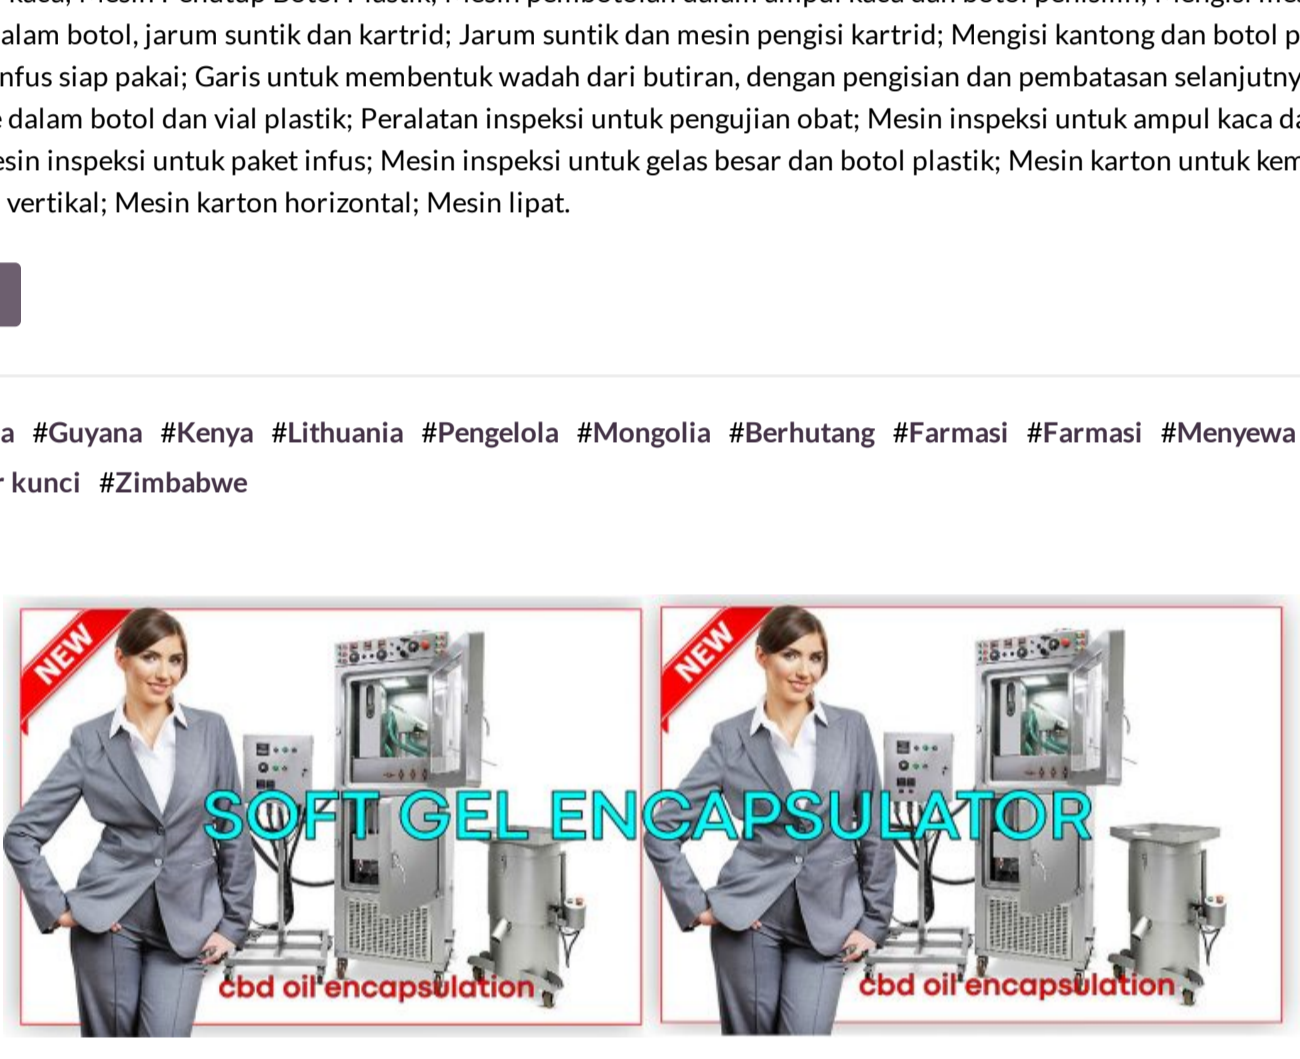 alam botol, jarum suntik dan kartrid; Jarum suntik dan mesin pengisi kartrid; Mengisi kantong dan botol p
nfus siap pakai; Garis untuk membentuk wadah dari butiran, dengan pengisian dan pembatasan selanjutny
dalam botol dan vial plastik; Peralatan inspeksi untuk pengujian obat; Mesin inspeksi untuk ampul kaca da
esin inspeksi untuk paket infus; Mesin inspeksi untuk gelas besar dan botol plastik; Mesin karton untuk kem
vertikal; Mesin karton horizontal; Mesin lipat.
a #Guyana #Kenya #Lithuania #Pengelola #Mongolia #Berhutang #Farmasi #Farmasi #Menyewa
r kunci #Zimbabwe
NEW
NEW
SOFT GEL ENCAPSULATOR
cbd oil encapsulation
cbd oil encapsulation